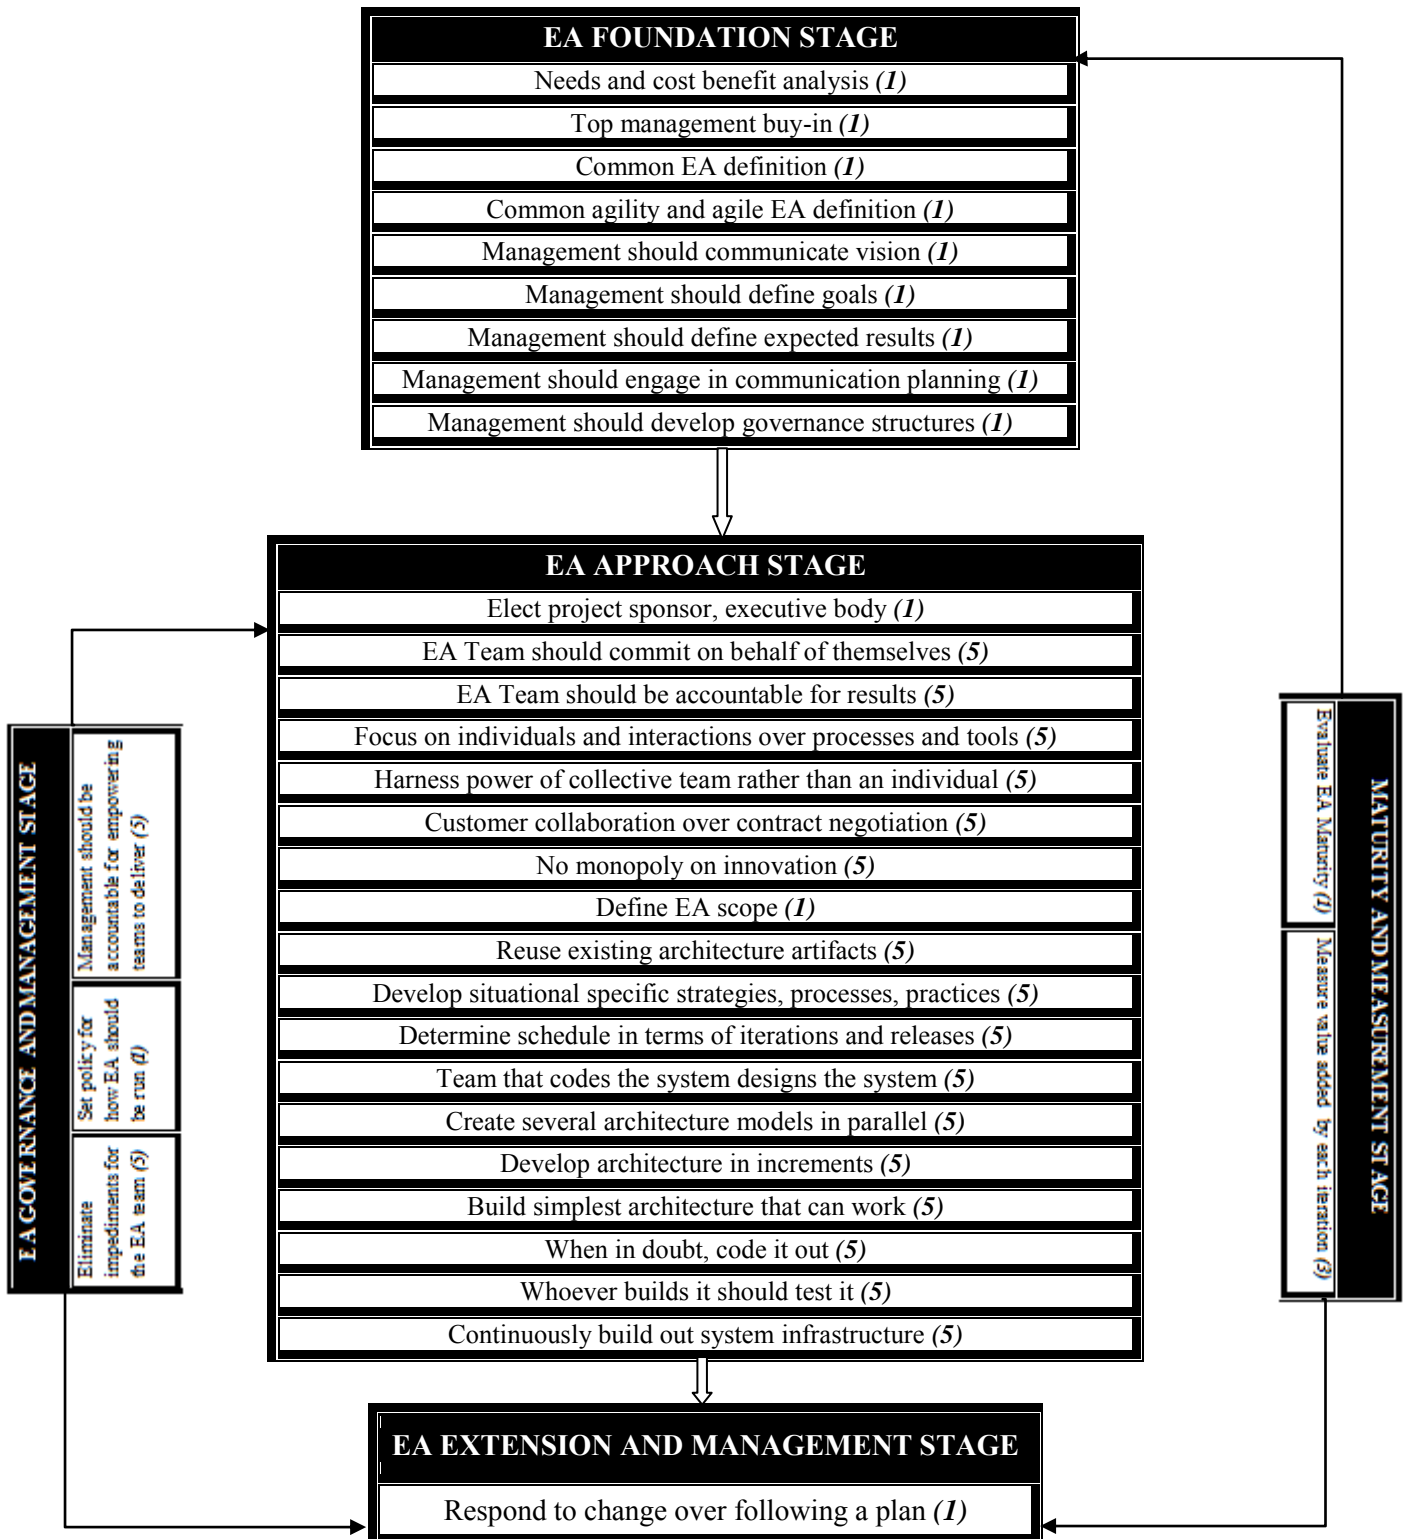 EA FOUNDATION STAGE
Needs and cost benefit analysis (1)
Top management buy-in (1)
Common EA definition (1)
Common agility and agile EA definition (1)
Management should communicate vision (1)
Management should define goals (1)
Management should define expected results (1)
Management should engage in communication planning (1)
Management should develop governance structures (1)
EA APPROACH STAGE
Elect project sponsor, executive body (1)
EA Team should commit on behalf of themselves (5)
EA Team should be accountable for results (5)
Focus on individuals and interactions over processes and tools (5)
Harness power of collective team rather than an individual (5)
Customer collaboration over contract negotiation (5)
No monopoly on innovation (5)
Define EA scope (1)
Reuse existing architecture artifacts (5)
Develop situational specific strategies, processes, practices (5)
Determine schedule in terms of iterations and releases (5)
Team that codes the system designs the system (5)
Create several architecture models in parallel (5)
Develop architecture in increments (5)
Build simplest architecture that can work (5)
When in doubt, code it out (5)
Whoever builds it should test it (5)
Continuously build out system infrastructure (5)
EA GOVERNANCE AND MANAGEMENT STAGE
Management should be
accountable for empowering
teams to deliver (5)
Set policy for
how EA should
be run (1)
Eliminate
impediments for
the EA team (5)
MATURITY AND MEASUREMENT STAGE
Evaluate EA Maturity (1)
Measure value added by each iteration (3)
EA EXTENSION AND MANAGEMENT STAGE
Respond to change over following a plan (1)